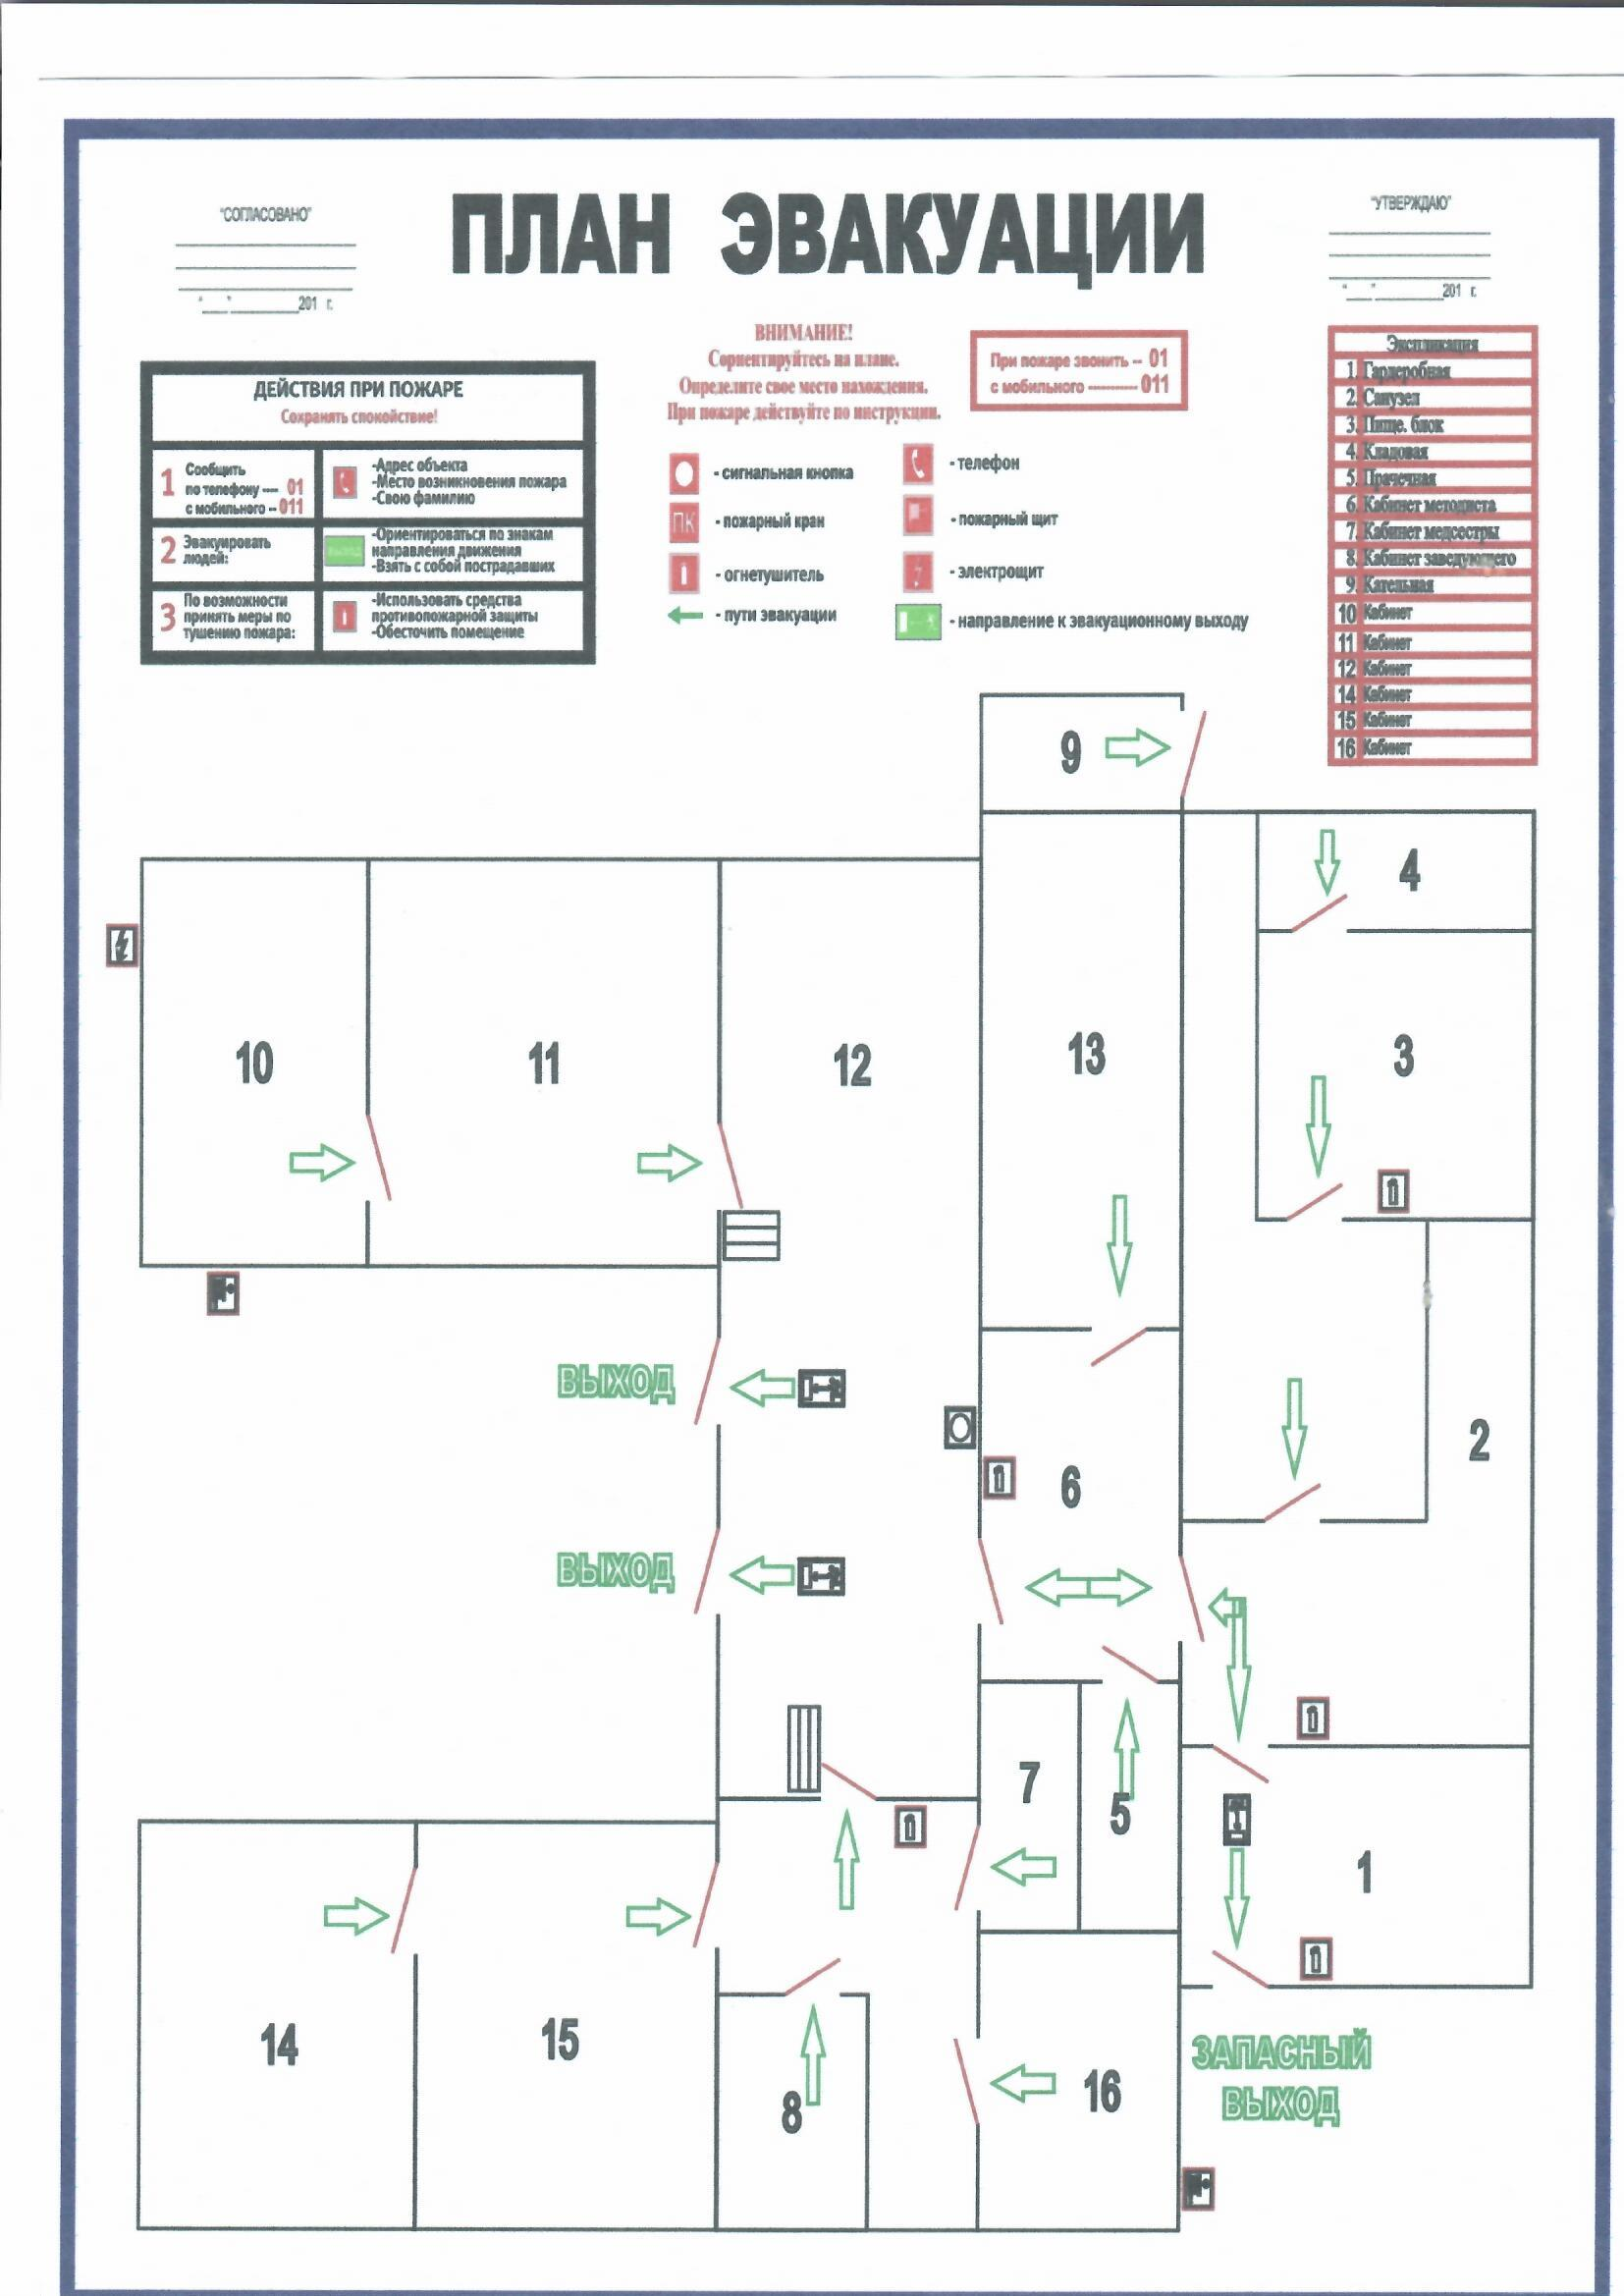 "СОГЛАСОВАНО"
"___" _________201 г.
ПЛАН ЭВАКУАЦИИ
"УТВЕРЖДАЮ"
"___" _________201 г.
ДЕЙСТВИЯ ПРИ ПОЖАРЕ
Сохранять спокойствие!
1 Сообщить
по телефону ---- 01
с мобильного -- 011
-Адрес объекта
-Место возникновения пожара
-Свою фамилию
2 Эвакуировать
людей:
ВЫХОД
-Ориентироваться по знакам
направления движения
-Взять с собой пострадавших
3 По возможности
принять меры по
тушению пожара:
-Использовать средства
противопожарной защиты
-Обесточить помещение
ВНИМАНИЕ!
Сориентируйтесь на плане.
Определите свое место нахождения.
При пожаре действуйте по инструкции.
При пожаре звонить -- 01
с мобильного ---------- 011
- сигнальная кнопка
ПК - пожарный кран
- огнетушитель
- пути эвакуации
- телефон
- пожарный щит
- электрощит
- направление к эвакуационному выходу
Экспликация
1. Гардеробная
2. Санузел
3. Пище. блок
4. Кладовая
5. Прачечная
6. Кабинет методиста
7. Кабинет медсестры
8. Кабинет заведующего
9. Кательная
10 Кабинет
11 Кабинет
12 Кабинет
14 Кабинет
15 Кабинет
16 Кабинет
9
4
10
11
12
13
3
ВЫХОД
6
2
ВЫХОД
7
5
1
14
15
8
16
ЗАПАСНЫЙ
ВЫХОД